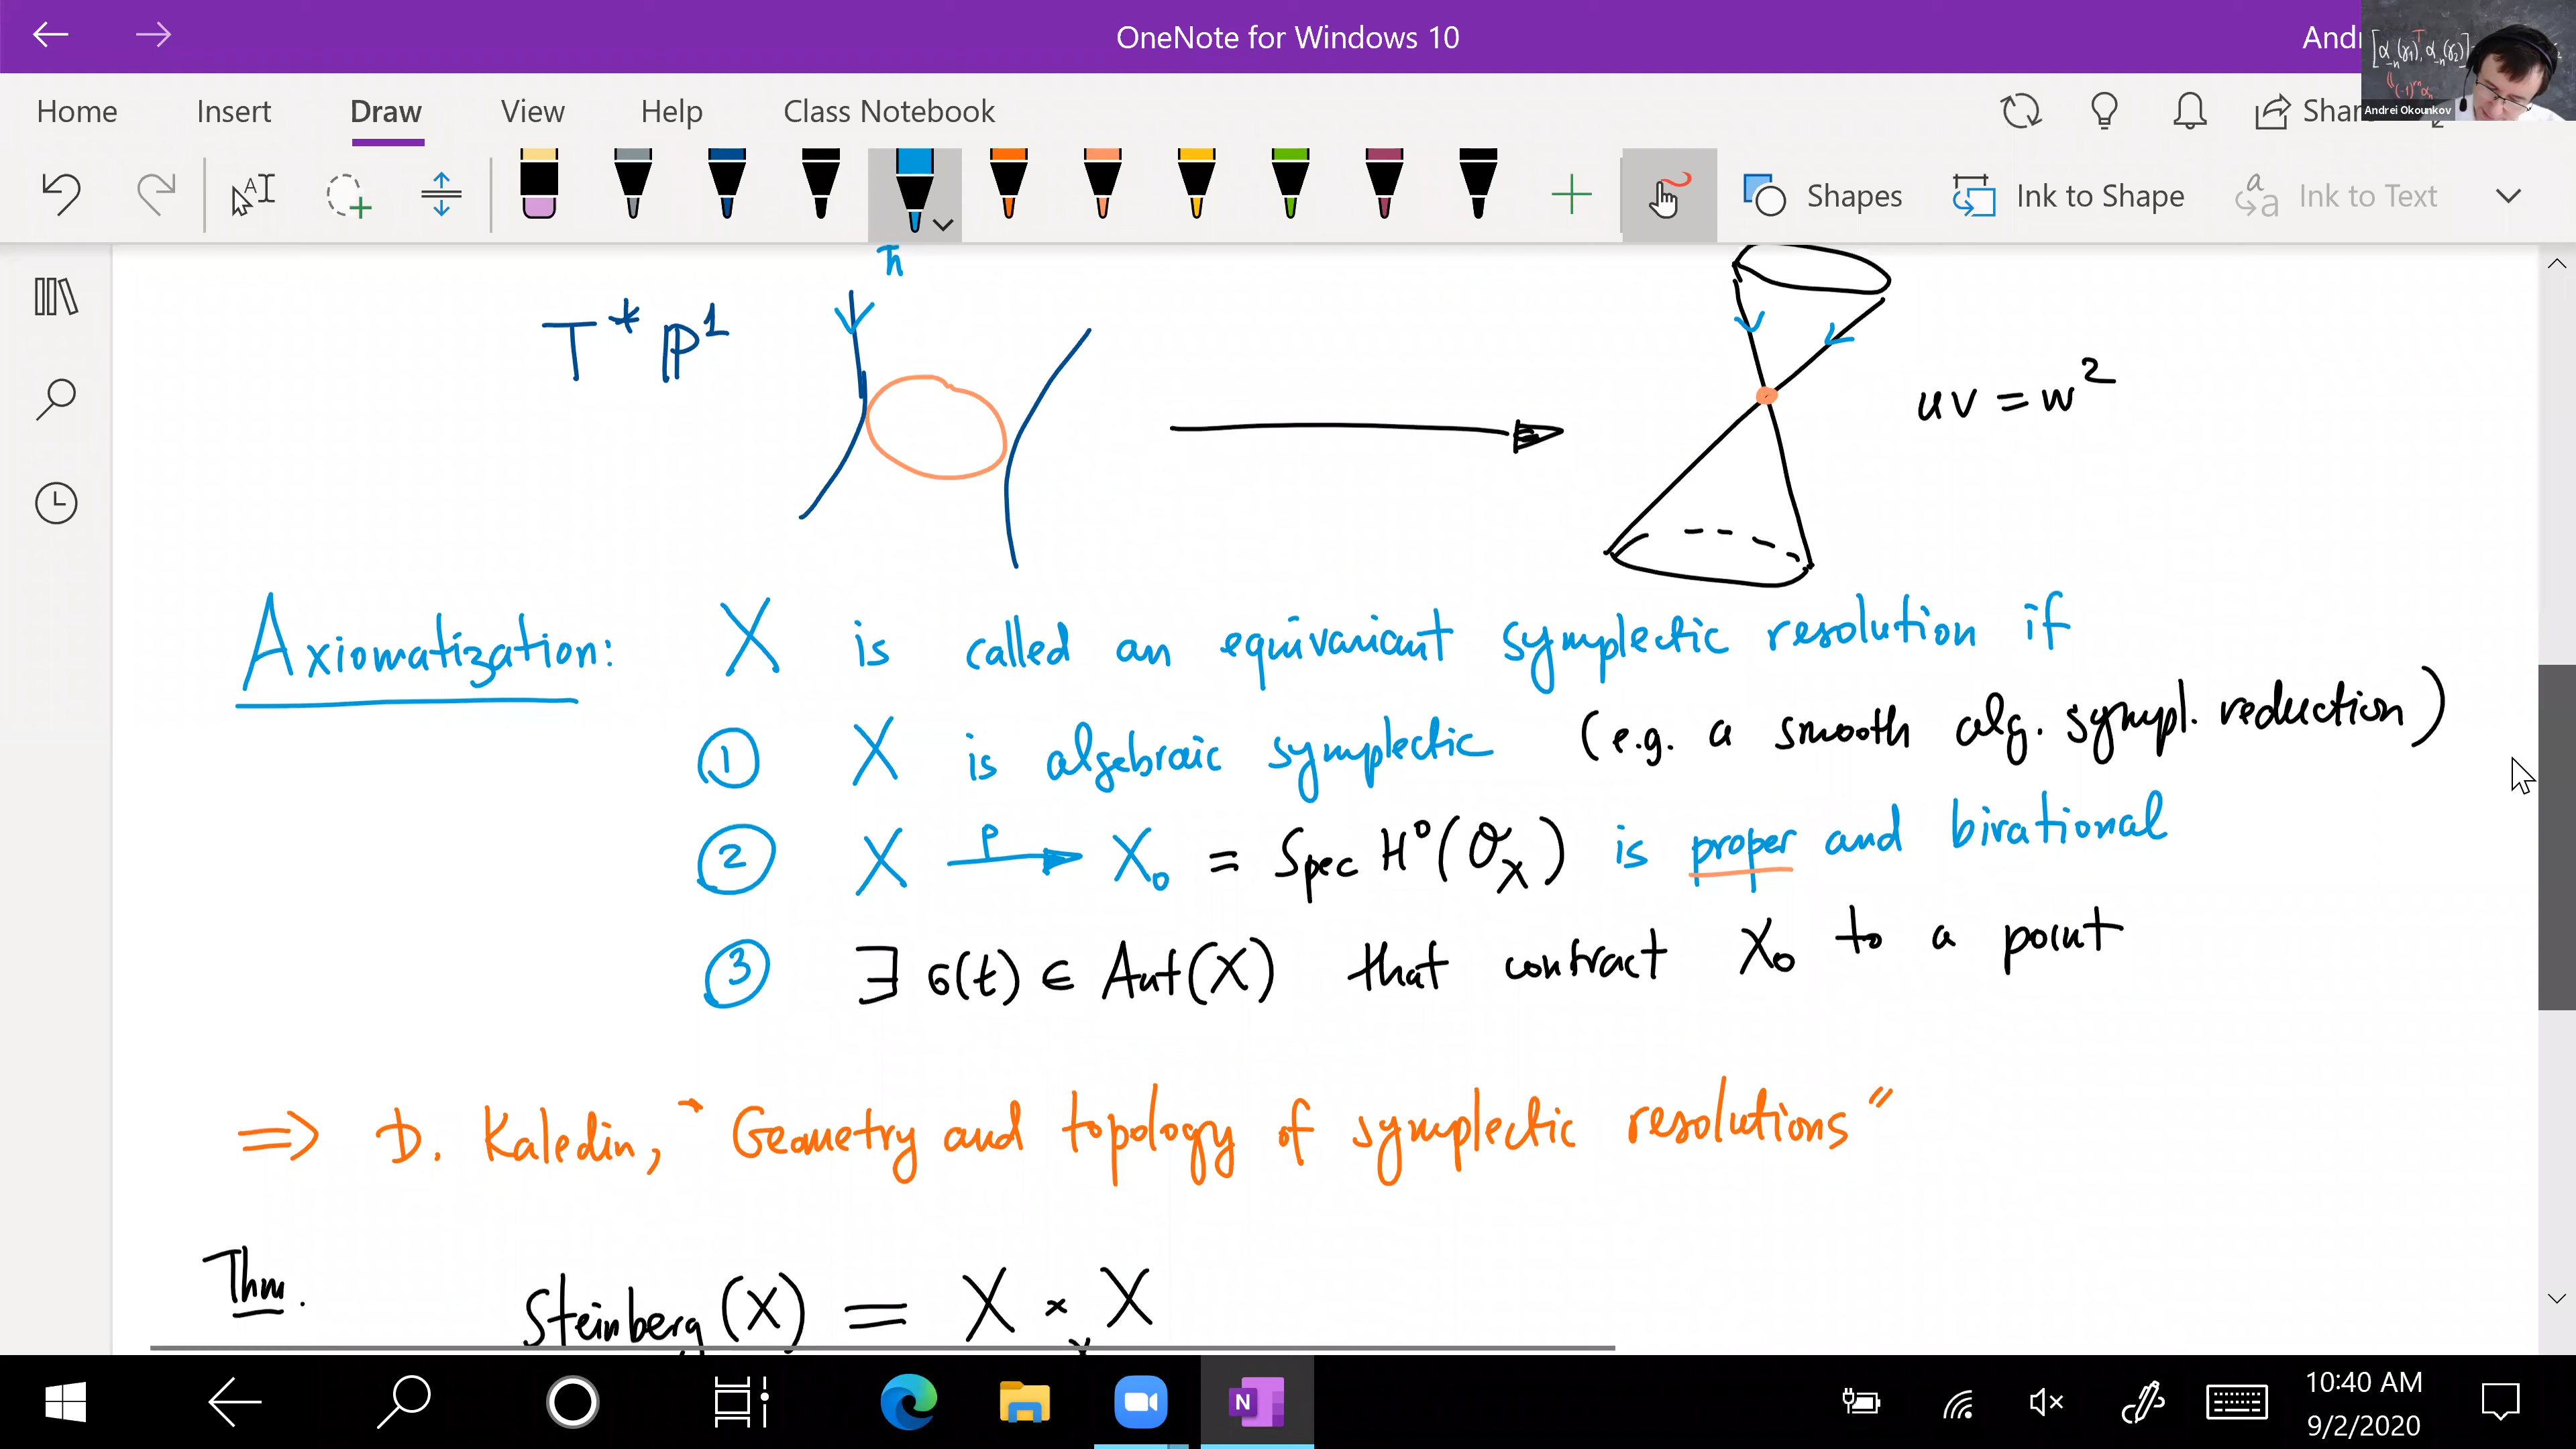 OneNote for Windows 10
Andr
Andrei Okounkov
Home Insert Draw View Help Class Notebook Shar
Shapes Ink to Shape Ink to Text
ħ
T* ℙ¹
uv = w²
Axiomatization: X is called an equivariant symplectic resolution if
① X is algebraic symplectic (e.g. a smooth alg. sympl. reduction)
② X →ᵖ X₀ = Spec H⁰(𝒪_X) is proper and birational
③ ∃ σ(t) ∈ Aut(X) that contract X₀ to a point
⟹ D. Kaledin, "Geometry and topology of symplectic resolutions"
Thm. Steinberg(X) = X × X
10:40 AM
9/2/2020